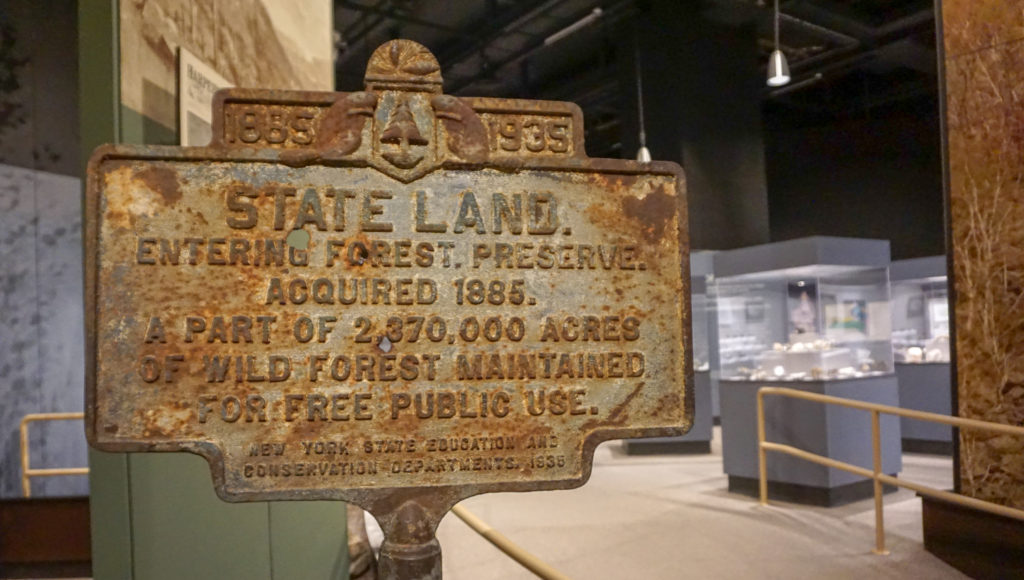 1885 1935
STATE LAND.
ENTERING FOREST. PRESERVE.
ACQUIRED 1885.
A PART OF 2,370,000 ACRES
OF WILD FOREST MAINTAINED
FOR FREE PUBLIC USE.
NEW YORK STATE EDUCATION AND
CONSERVATION DEPARTMENTS, 1935